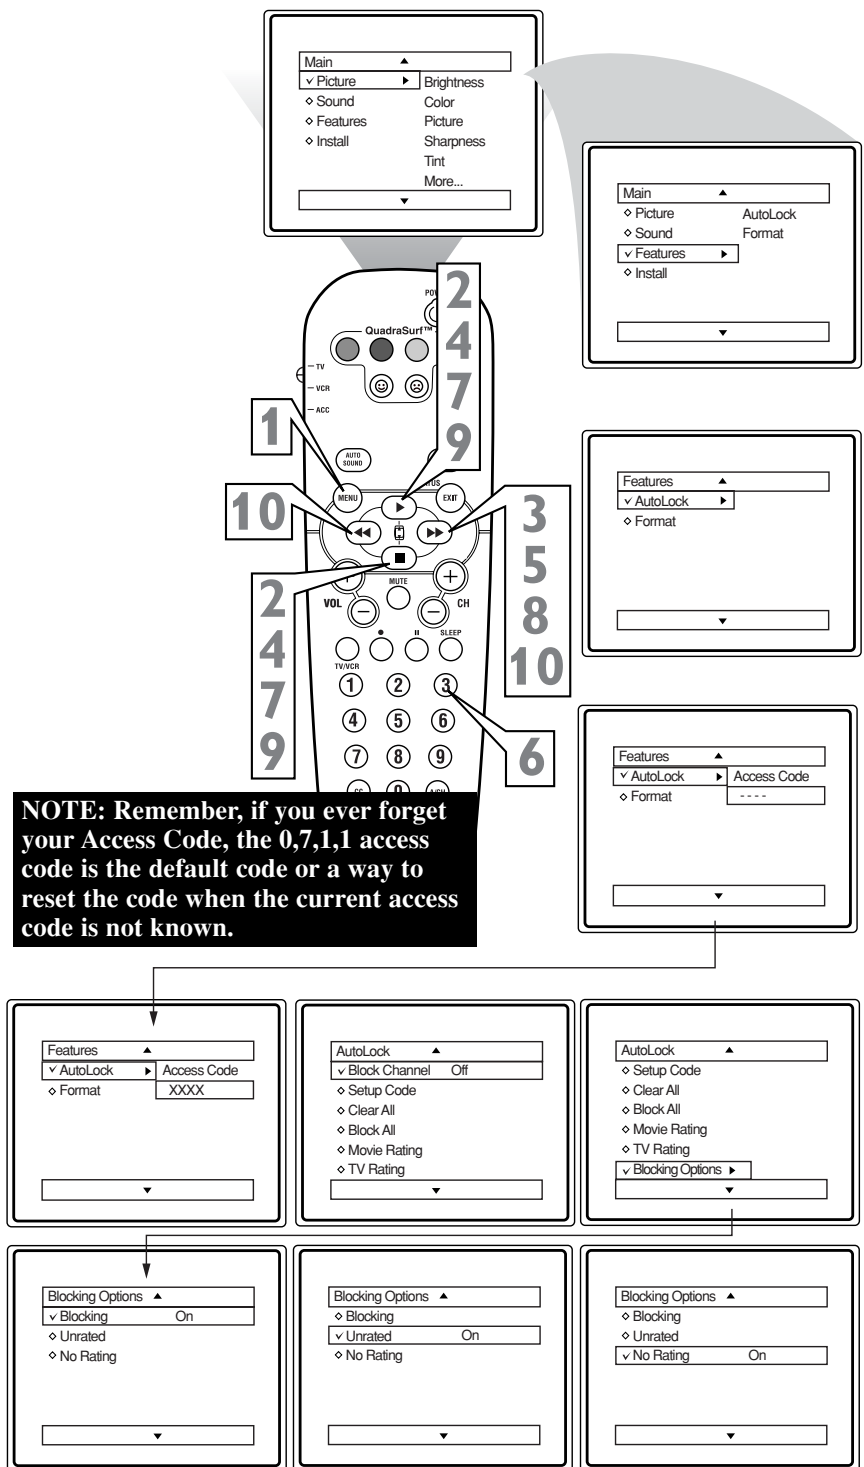 Main
Picture
Brightness
Sound
Color
Features
Picture
Install
Sharpness
Tint
More...
Main
Picture
AutoLock
Sound
Format
Features
Install
QuadraSurf™
TV
VCR
ACC
AUTO
SOUND
MENU
EXIT
1
2
4
7
9
10
3
5
8
10
2
4
7
9
6
MUTE
VOL
CH
SLEEP
TV/VCR
1 2 3
4 5 6
7 8 9
Features
AutoLock
Format
Features
AutoLock Access Code
Format - - - -
NOTE: Remember, if you ever forget
your Access Code, the 0,7,1,1 access
code is the default code or a way to
reset the code when the current access
code is not known.
Features
AutoLock Access Code
Format XXXX
AutoLock
Block Channel Off
Setup Code
Clear All
Block All
Movie Rating
TV Rating
AutoLock
Setup Code
Clear All
Block All
Movie Rating
TV Rating
Blocking Options
Blocking Options
Blocking On
Unrated
No Rating
Blocking Options
Blocking
Unrated On
No Rating
Blocking Options
Blocking
Unrated
No Rating On